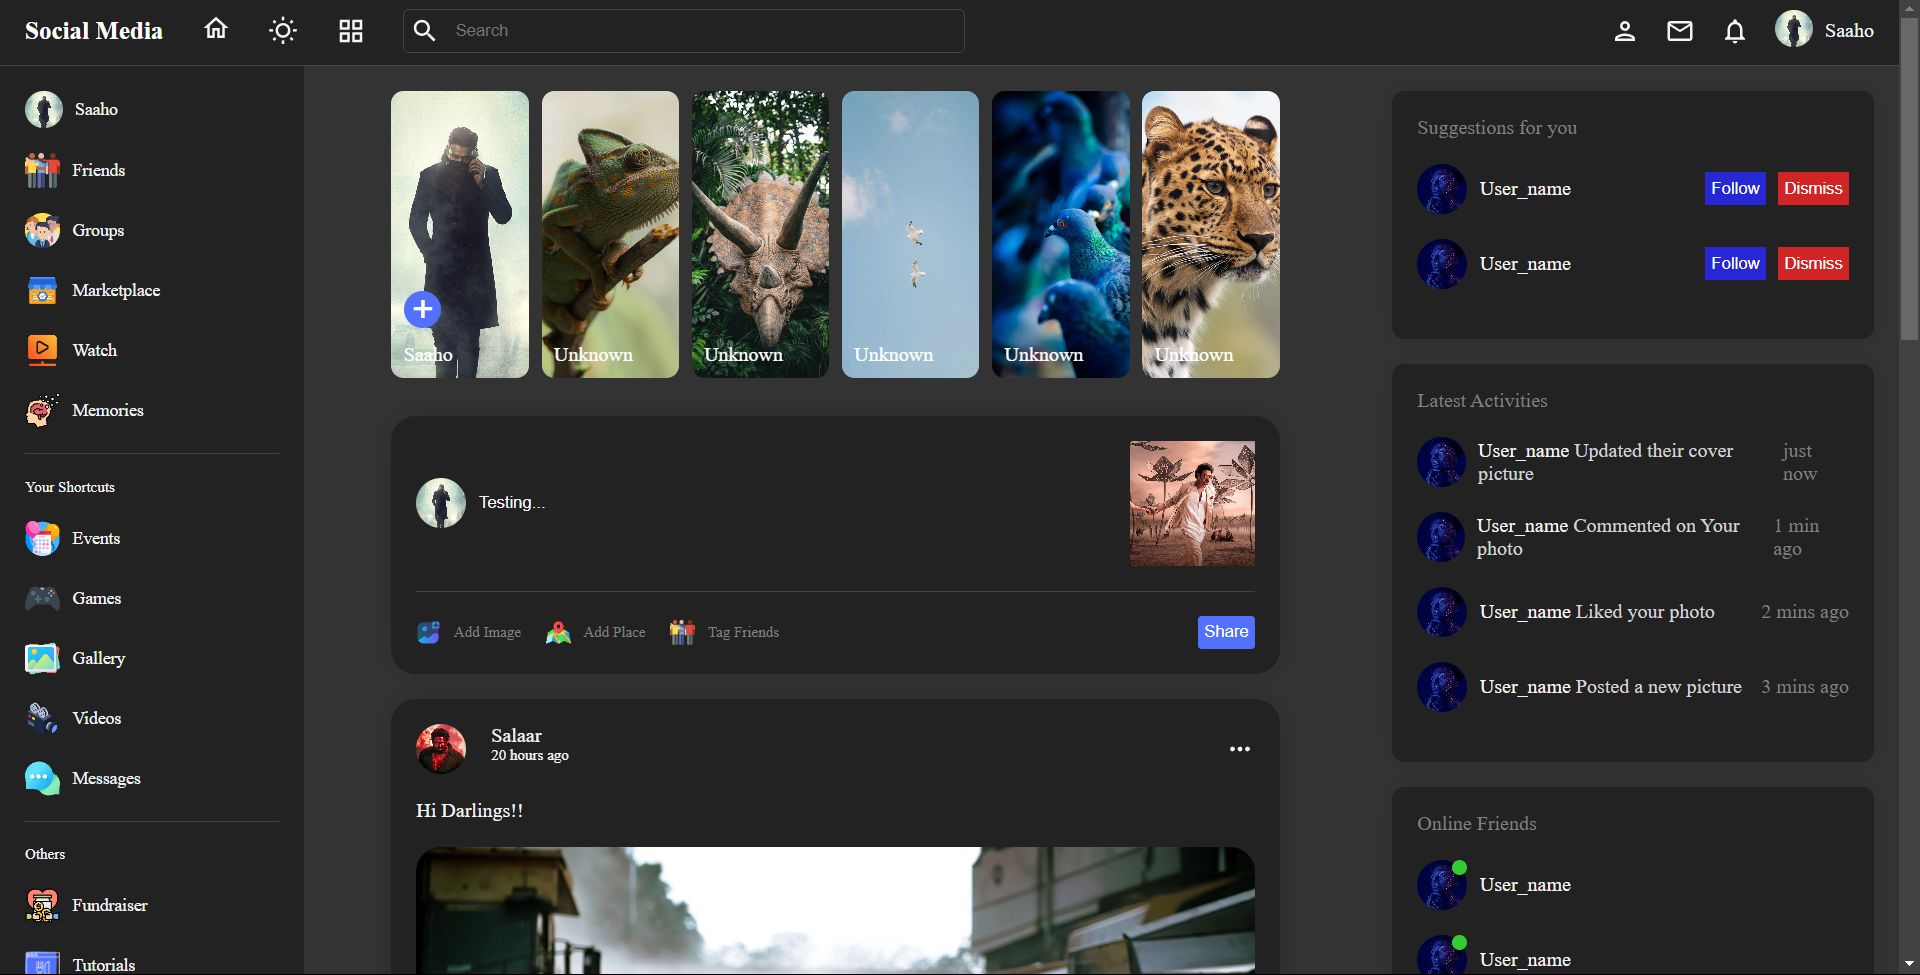 Social Media
Search
Saaho
Saaho
Friends
Groups
Marketplace
Watch
Memories
Your Shortcuts
Events
Games
Gallery
Videos
Messages
Others
Fundraiser
Tutorials
Saaho
Unknown
Unknown
Unknown
Unknown
Unknown
Testing...
Add Image
Add Place
Tag Friends
Share
Salaar
20 hours ago
Hi Darlings!!
Suggestions for you
User_name
Follow
Dismiss
User_name
Follow
Dismiss
Latest Activities
User_name Updated their cover
picture
just
now
User_name Commented on Your
photo
1 min
ago
User_name Liked your photo
2 mins ago
User_name Posted a new picture
3 mins ago
Online Friends
User_name
User_name